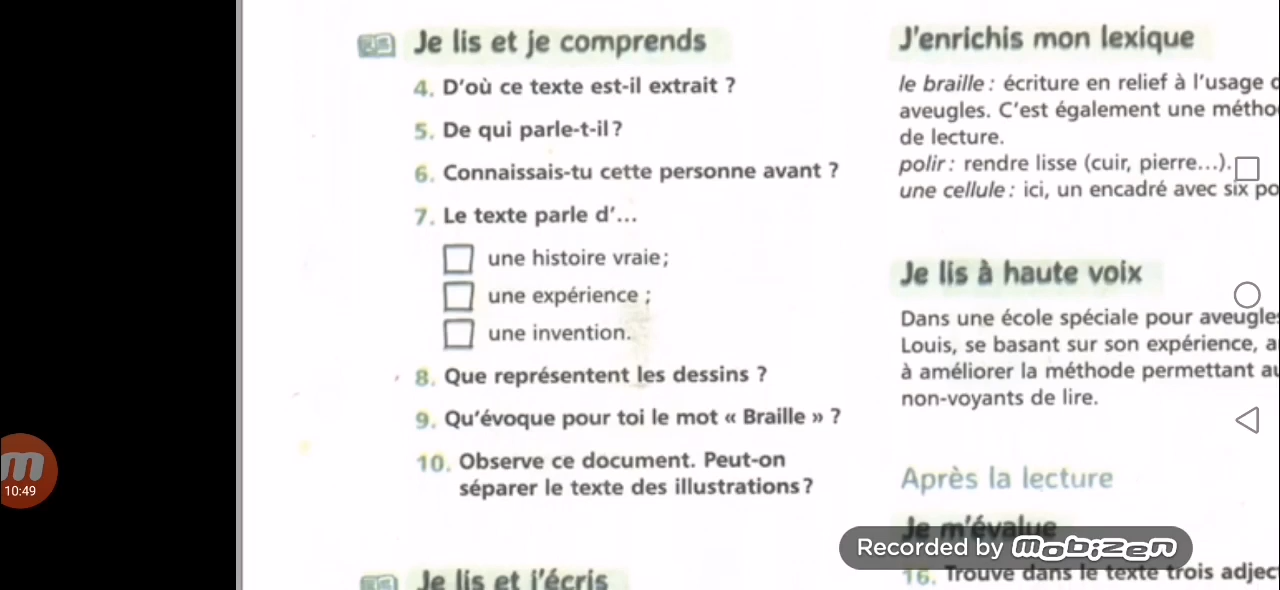 Je lis et je comprends
4. D'où ce texte est-il extrait ?
5. De qui parle-t-il ?
6. Connaissais-tu cette personne avant ?
7. Le texte parle d'...
une histoire vraie ;
une expérience ;
une invention.
8. Que représentent les dessins ?
9. Qu'évoque pour toi le mot « Braille » ?
10. Observe ce document. Peut-on
séparer le texte des illustrations ?
Je lis et j'écris
J'enrichis mon lexique
le braille : écriture en relief à l'usage
aveugles. C'est également une métho
de lecture.
polir : rendre lisse (cuir, pierre...).
une cellule : ici, un encadré avec six po
Je lis à haute voix
Dans une école spéciale pour aveugle
Louis, se basant sur son expérience, a
à améliorer la méthode permettant au
non-voyants de lire.
Après la lecture
Je m'évalue
16. Trouve dans le texte trois adjec
m
10:49
Recorded by mobizen